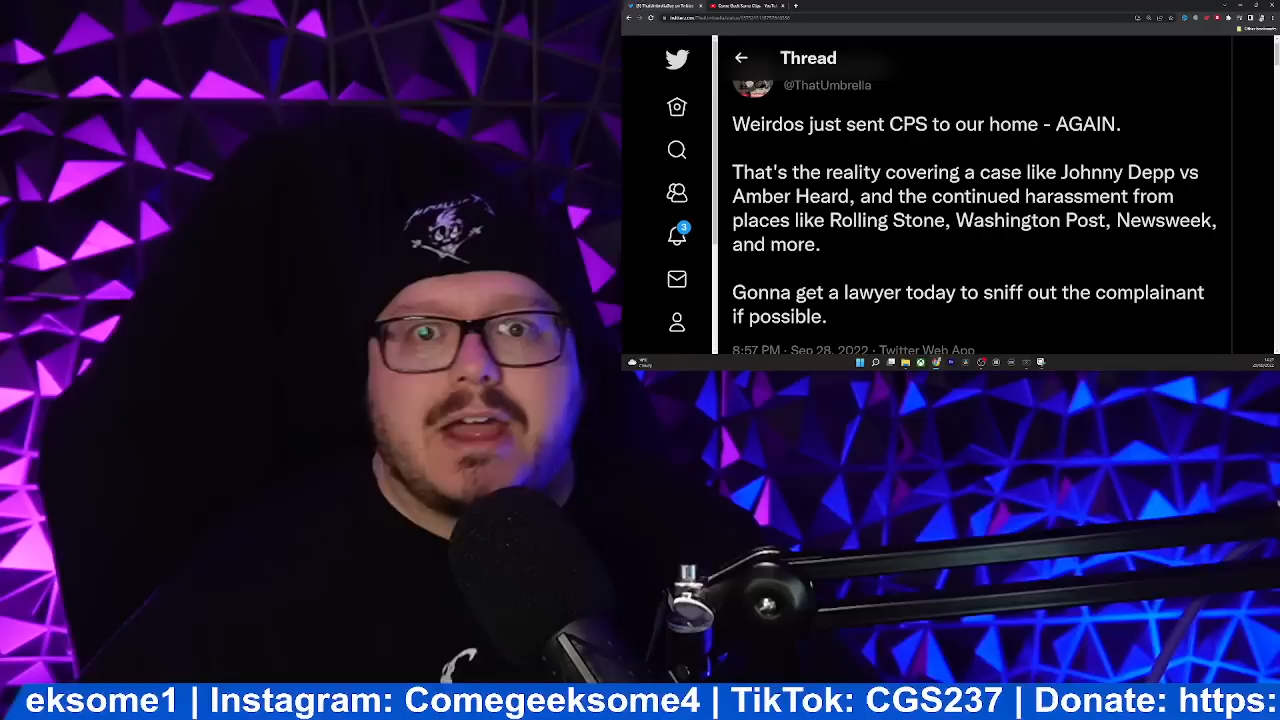 Thread
@ThatUmbrella
Weirdos just sent CPS to our home - AGAIN.
That's the reality covering a case like Johnny Depp vs
Amber Heard, and the continued harassment from
places like Rolling Stone, Washington Post, Newsweek,
and more.
Gonna get a lawyer today to sniff out the complainant
if possible.
8:57 PM · Sep 28, 2022 · Twitter Web App
3
eksome1 | Instagram: Comegeeksome4 | TikTok: CGS237 | Donate: https: